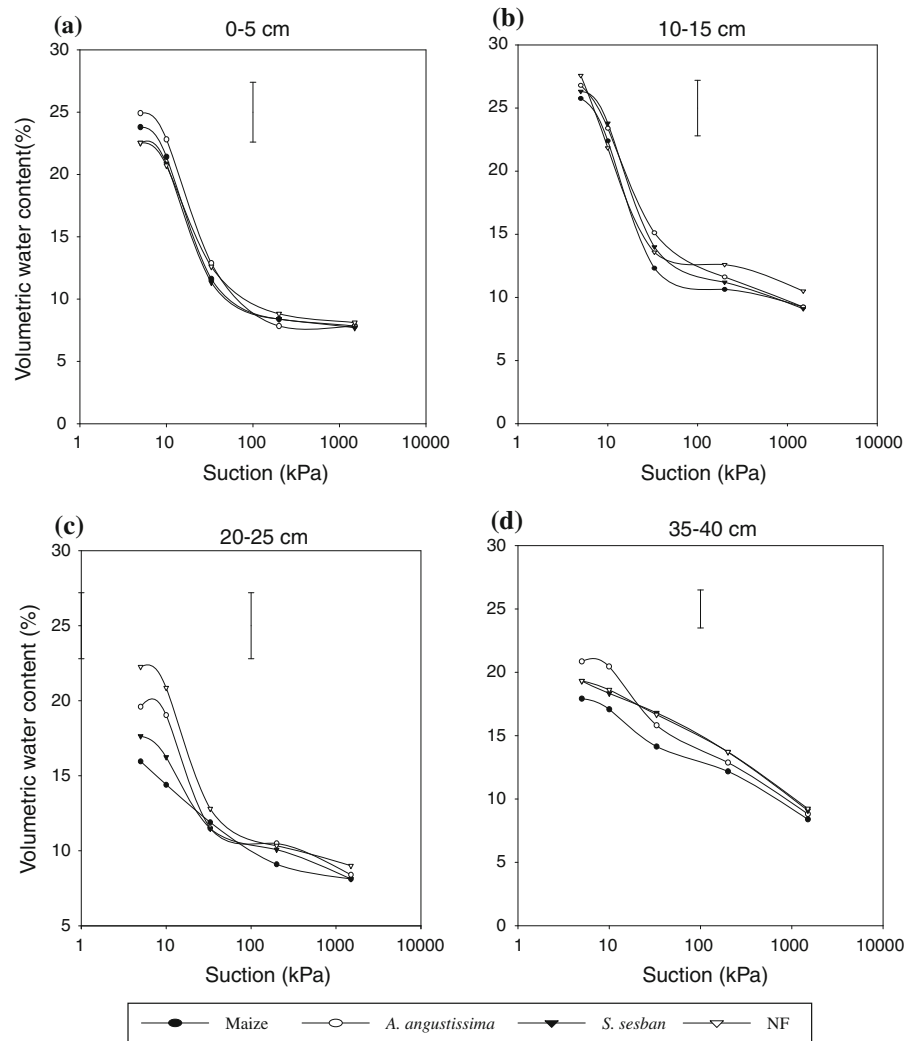 (a) 0-5 cm
30
25
20
15
10
5
0
Volumetric water content(%)
1 10 100 1000 10000
Suction (kPa)
(b) 10-15 cm
30
25
20
15
10
5
0
1 10 100 1000 10000
Suction (kPa)
(c) 20-25 cm
30
25
20
15
10
5
Volumetric water content (%)
1 10 100 1000 10000
Suction (kPa)
(d) 35-40 cm
30
25
20
15
10
5
0
1 10 100 1000 10000
Suction (kPa)
Maize A. angustissima S. sesban NF